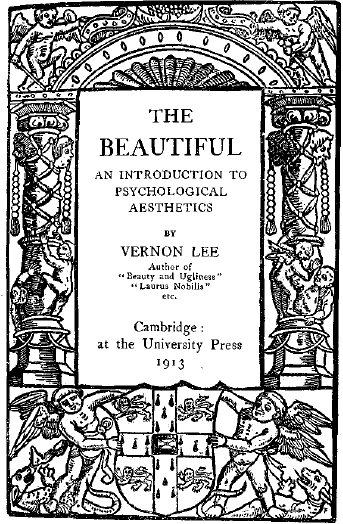 THE
BEAUTIFUL
AN INTRODUCTION TO
PSYCHOLOGICAL
AESTHETICS
BY
VERNON LEE
Author of
"Beauty and Ugliness"
"Laurus Nobilis"
etc.
Cambridge :
at the University Press
1913